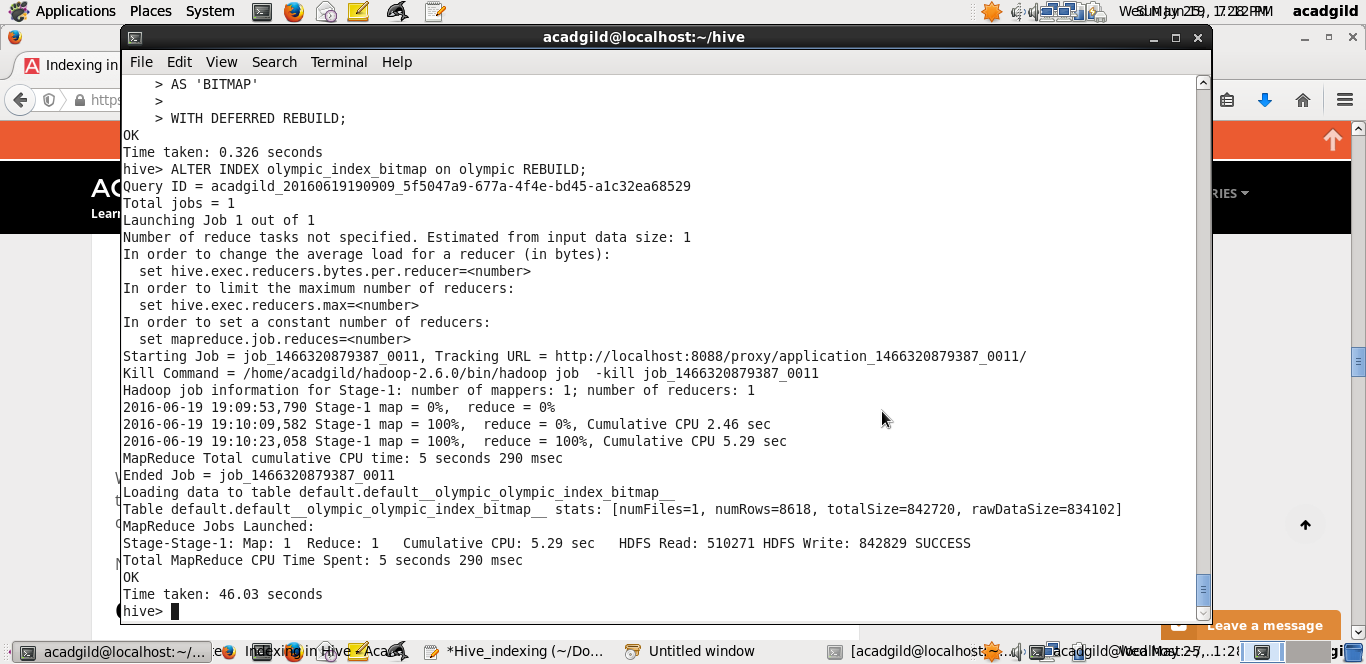 Applications Places System
acadgild
acadgild@localhost:~/hive
Indexing in
https
File Edit View Search Terminal Help
    > AS 'BITMAP'
    >
    > WITH DEFERRED REBUILD;
OK
Time taken: 0.326 seconds
hive> ALTER INDEX olympic_index_bitmap on olympic REBUILD;
Query ID = acadgild_20160619190909_5f5047a9-677a-4f4e-bd45-a1c32ea68529
Total jobs = 1
Launching Job 1 out of 1
Number of reduce tasks not specified. Estimated from input data size: 1
In order to change the average load for a reducer (in bytes):
  set hive.exec.reducers.bytes.per.reducer=<number>
In order to limit the maximum number of reducers:
  set hive.exec.reducers.max=<number>
In order to set a constant number of reducers:
  set mapreduce.job.reduces=<number>
Starting Job = job_1466320879387_0011, Tracking URL = http://localhost:8088/proxy/application_1466320879387_0011/
Kill Command = /home/acadgild/hadoop-2.6.0/bin/hadoop job  -kill job_1466320879387_0011
Hadoop job information for Stage-1: number of mappers: 1; number of reducers: 1
2016-06-19 19:09:53,790 Stage-1 map = 0%,  reduce = 0%
2016-06-19 19:10:09,582 Stage-1 map = 100%,  reduce = 0%, Cumulative CPU 2.46 sec
2016-06-19 19:10:23,058 Stage-1 map = 100%,  reduce = 100%, Cumulative CPU 5.29 sec
MapReduce Total cumulative CPU time: 5 seconds 290 msec
Ended Job = job_1466320879387_0011
Loading data to table default.default__olympic_olympic_index_bitmap__
Table default.default__olympic_olympic_index_bitmap__ stats: [numFiles=1, numRows=8618, totalSize=842720, rawDataSize=834102]
MapReduce Jobs Launched:
Stage-Stage-1: Map: 1  Reduce: 1   Cumulative CPU: 5.29 sec   HDFS Read: 510271 HDFS Write: 842829 SUCCESS
Total MapReduce CPU Time Spent: 5 seconds 290 msec
OK
Time taken: 46.03 seconds
hive>
AC
Learn
RIES
Leave a message
acadgild@localhost:~/... Indexing in Hive - Aca *Hive_indexing (~/Do... Untitled window [acadgild@localhost:~